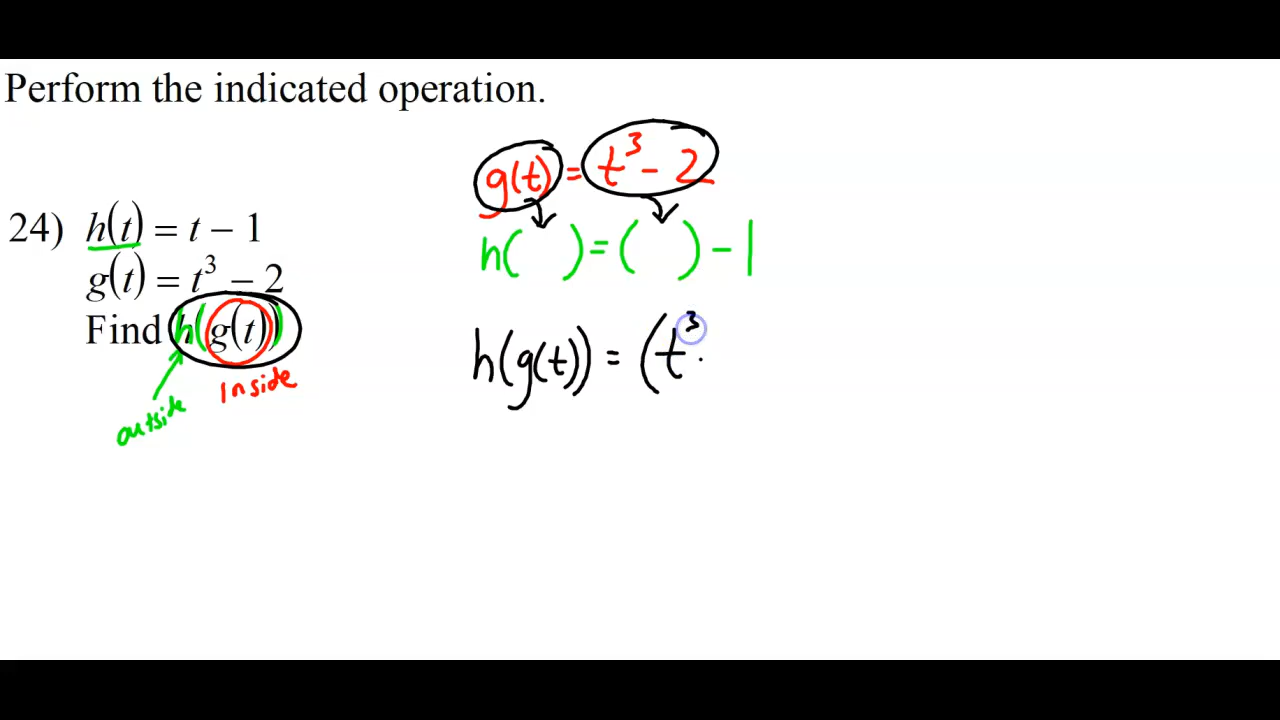 Perform the indicated operation.
24) h(t) = t − 1
g(t) = t³ − 2
Find h(g(t))
outside
inside
g(t) = t³ − 2
h( ) = ( ) − 1
h(g(t)) = (t³